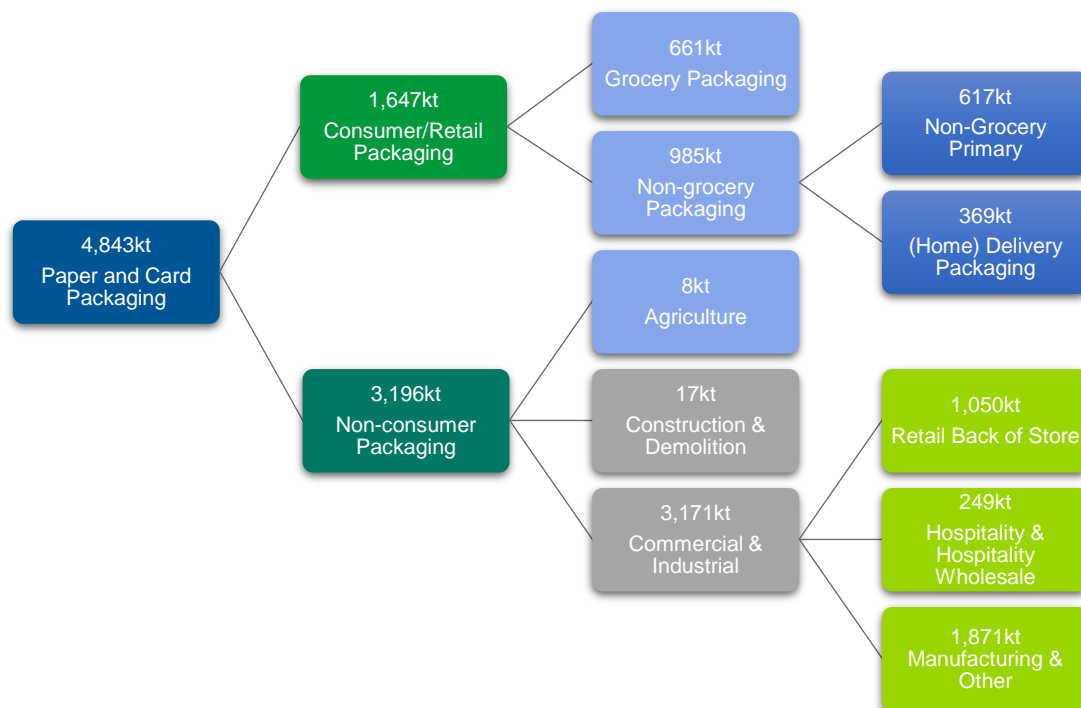 4,843kt
Paper and Card
Packaging
1,647kt
Consumer/Retail
Packaging
661kt
Grocery Packaging
985kt
Non-grocery
Packaging
617kt
Non-Grocery
Primary
369kt
(Home) Delivery
Packaging
3,196kt
Non-consumer
Packaging
8kt
Agriculture
17kt
Construction &
Demolition
3,171kt
Commercial &
Industrial
1,050kt
Retail Back of Store
249kt
Hospitality &
Hospitality
Wholesale
1,871kt
Manufacturing &
Other